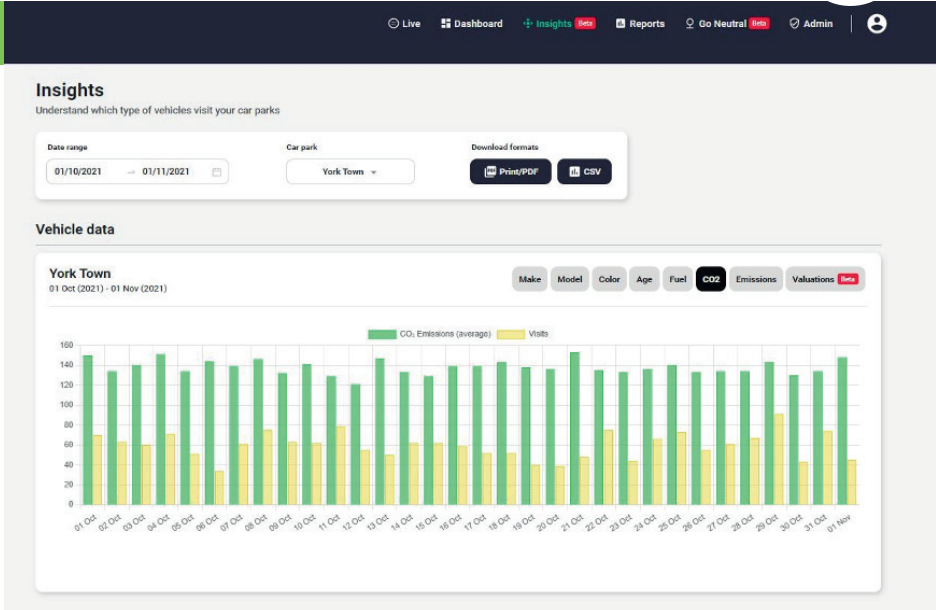 Live Dashboard Insights Beta Reports Go Neutral Beta Admin
Insights
Understand which type of vehicles visit your car parks
Date range Car park Download formats
01/10/2021 → 01/11/2021 York Town Print/PDF CSV
Vehicle data
York Town
01 Oct (2021) - 01 Nov (2021)
Make Model Color Age Fuel CO2 Emissions Valuations Beta
CO₂ Emissions (average) Visits
160
140
120
100
80
60
40
20
0
01 Oct 02 Oct 03 Oct 04 Oct 05 Oct 06 Oct 07 Oct 08 Oct 09 Oct 10 Oct 11 Oct 12 Oct 13 Oct 14 Oct 15 Oct 16 Oct 17 Oct 18 Oct 19 Oct 20 Oct 21 Oct 22 Oct 23 Oct 24 Oct 25 Oct 26 Oct 27 Oct 28 Oct 29 Oct 30 Oct 31 Oct 01 Nov